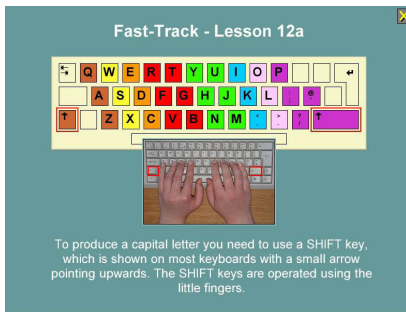 Fast-Track - Lesson 12a
Q W E R T Y U I O P
A S D F G H J K L : @
Z X C V B N M < > ?
To produce a capital letter you need to use a SHIFT key,
which is shown on most keyboards with a small arrow
pointing upwards. The SHIFT keys are operated using the
little fingers.